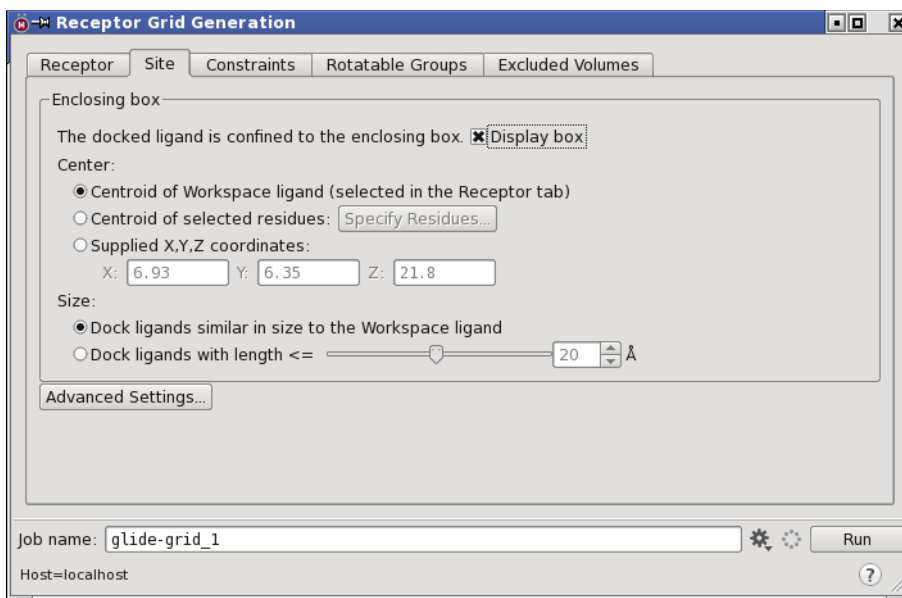 Receptor Grid Generation
Receptor Site Constraints Rotatable Groups Excluded Volumes
Enclosing box
The docked ligand is confined to the enclosing box. Display box
Center:
Centroid of Workspace ligand (selected in the Receptor tab)
Centroid of selected residues: Specify Residues...
Supplied X,Y,Z coordinates:
X: 6.93 Y: 6.35 Z: 21.8
Size:
Dock ligands similar in size to the Workspace ligand
Dock ligands with length <= 20 Å
Advanced Settings...
Job name: glide-grid_1 Run
Host=localhost ?